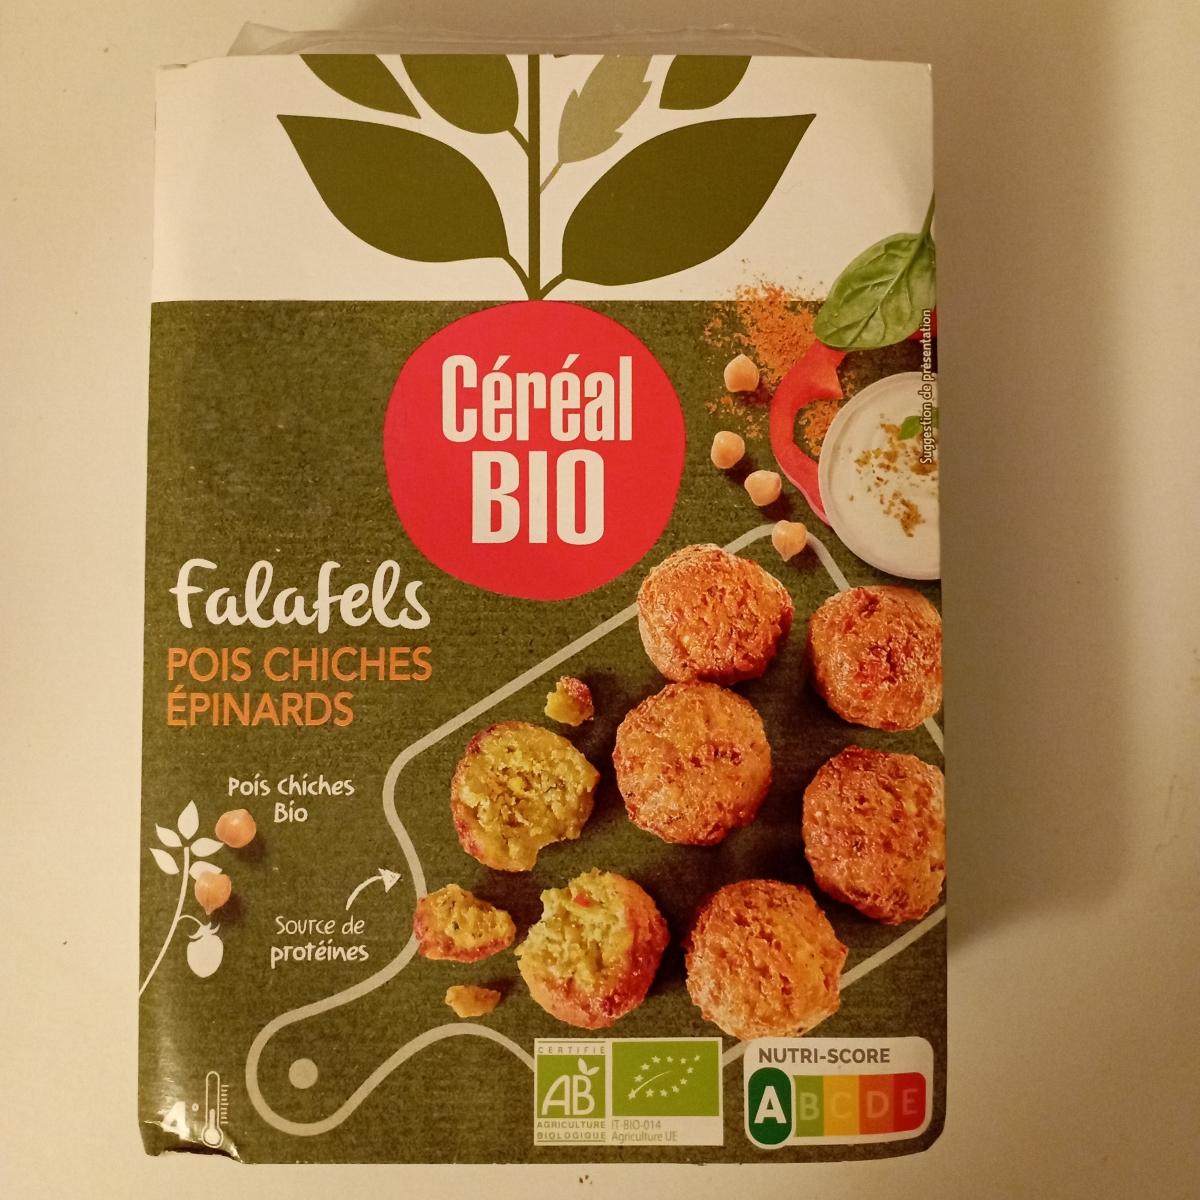 Céréal
BIO
Suggestion de présentation
falafels
POIS CHICHES
ÉPINARDS
Pois chiches
Bio
Source de
protéines
4°
CERTIFIÉ
AB
AGRICULTURE
BIOLOGIQUE
IT-BIO-014
Agriculture UE
NUTRI-SCORE
A B C D E